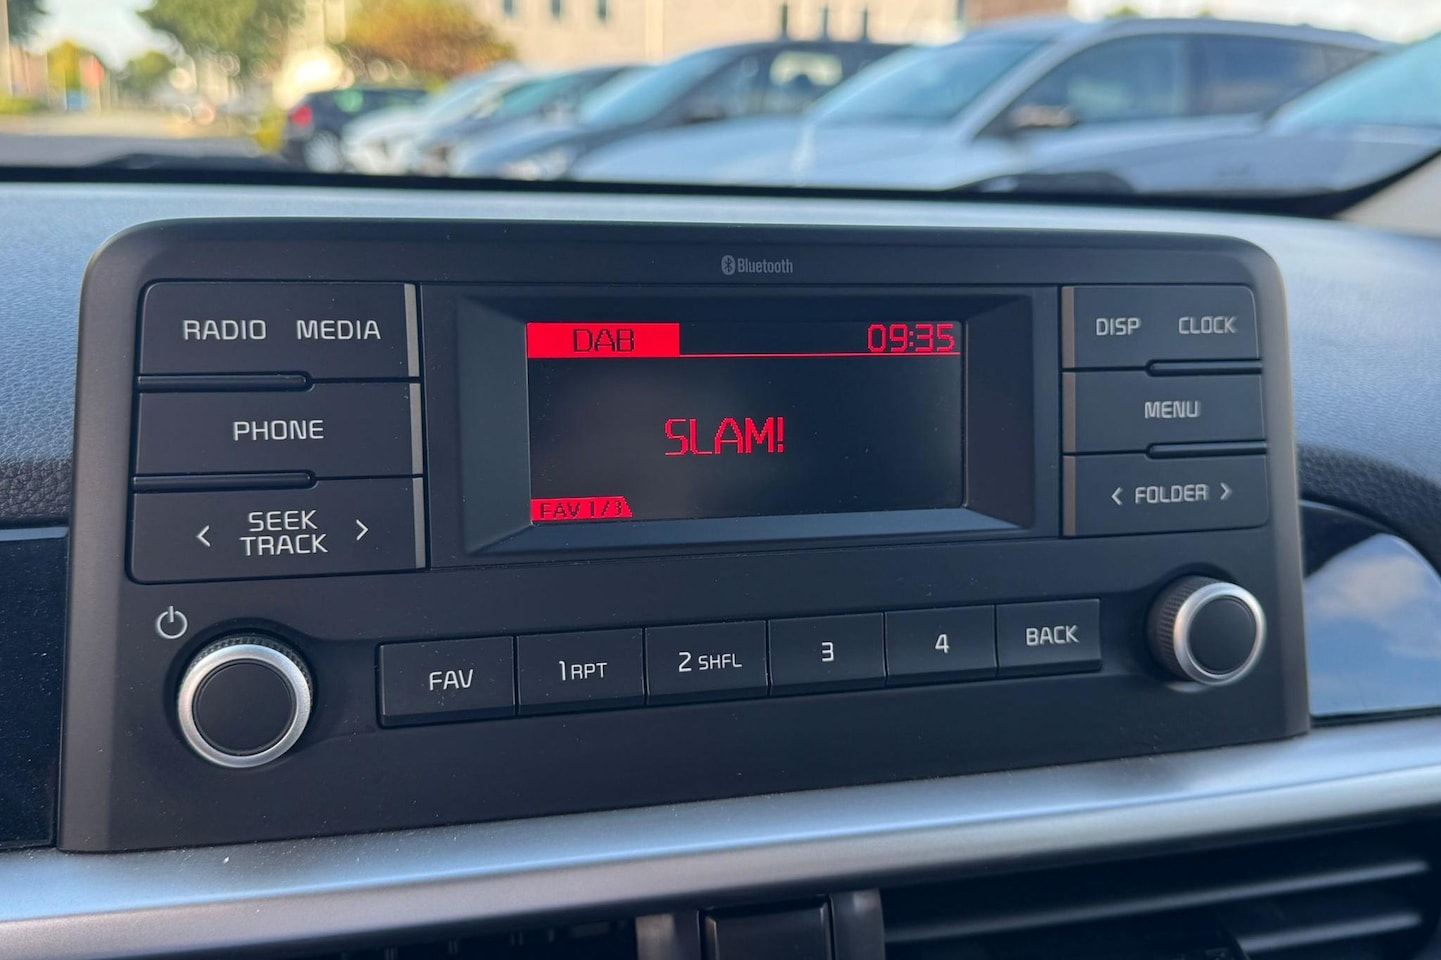 Bluetooth
RADIO MEDIA
DAB 09:35
DISP CLOCK
PHONE
SLAM!
MENU
< SEEK TRACK >
FAV 1/3
< FOLDER >
FAV
1 RPT
2 SHFL
3
4
BACK